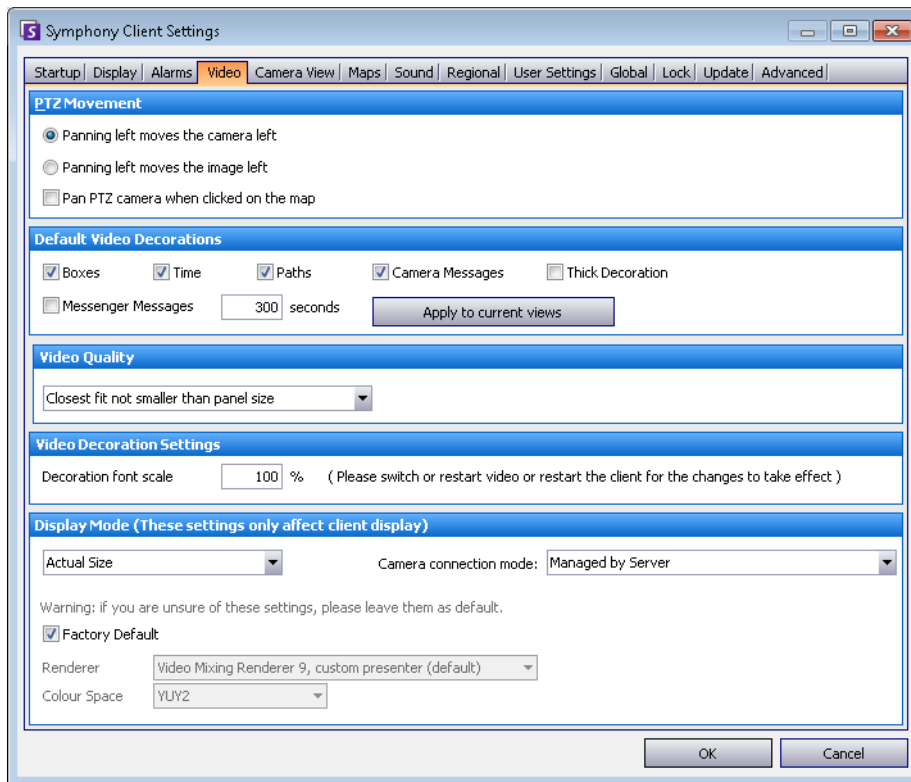 Symphony Client Settings
Startup Display Alarms Video Camera View Maps Sound Regional User Settings Global Lock Update Advanced
PTZ Movement
Panning left moves the camera left
Panning left moves the image left
Pan PTZ camera when clicked on the map
Default Video Decorations
Boxes Time Paths Camera Messages Thick Decoration
Messenger Messages 300 seconds Apply to current views
Video Quality
Closest fit not smaller than panel size
Video Decoration Settings
Decoration font scale 100 % ( Please switch or restart video or restart the client for the changes to take effect )
Display Mode (These settings only affect client display)
Actual Size Camera connection mode: Managed by Server
Warning: if you are unsure of these settings, please leave them as default.
Factory Default
Renderer Video Mixing Renderer 9, custom presenter (default)
Colour Space YUY2
OK Cancel